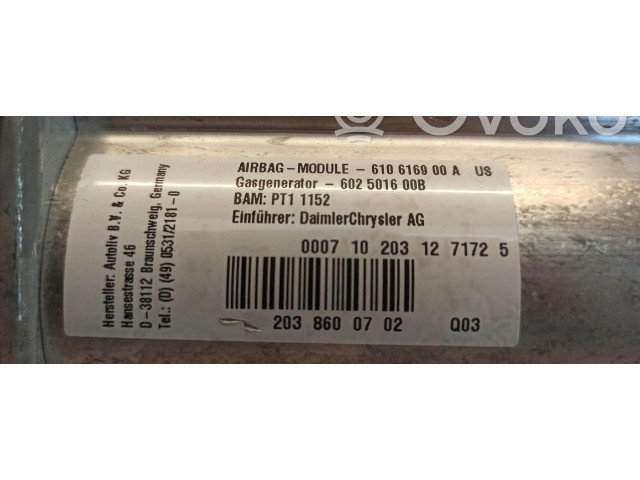 OVOKO
AIRBAG-MODULE - 610 6169 00 A US
Gasgenerator - 602 5016 00B
BAM: PT1 1152
Einführer: DaimlerChrysler AG
0007 10 203 12 7172 5
203 860 07 02 Q03
Hersteller: Autoliv B.V. & Co. KG
Hansestrasse 46
D-38112 Braunschweig, Germany
Tel.: (0) (49) 0531/2181-0